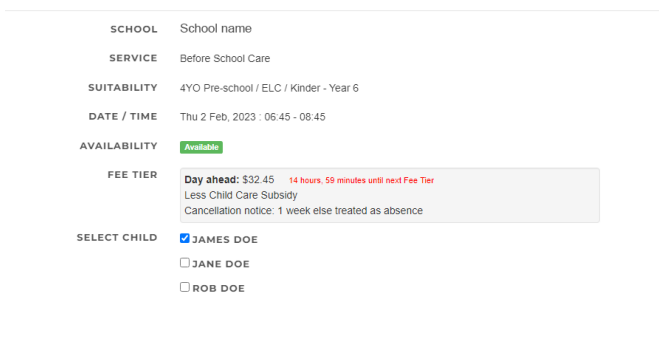 SCHOOL School name
SERVICE Before School Care
SUITABILITY 4YO Pre-school / ELC / Kinder - Year 6
DATE / TIME Thu 2 Feb, 2023 : 06:45 - 08:45
AVAILABILITY Available
FEE TIER Day ahead: $32.45 14 hours, 59 minutes until next Fee Tier
Less Child Care Subsidy
Cancellation notice: 1 week else treated as absence
SELECT CHILD JAMES DOE
JANE DOE
ROB DOE